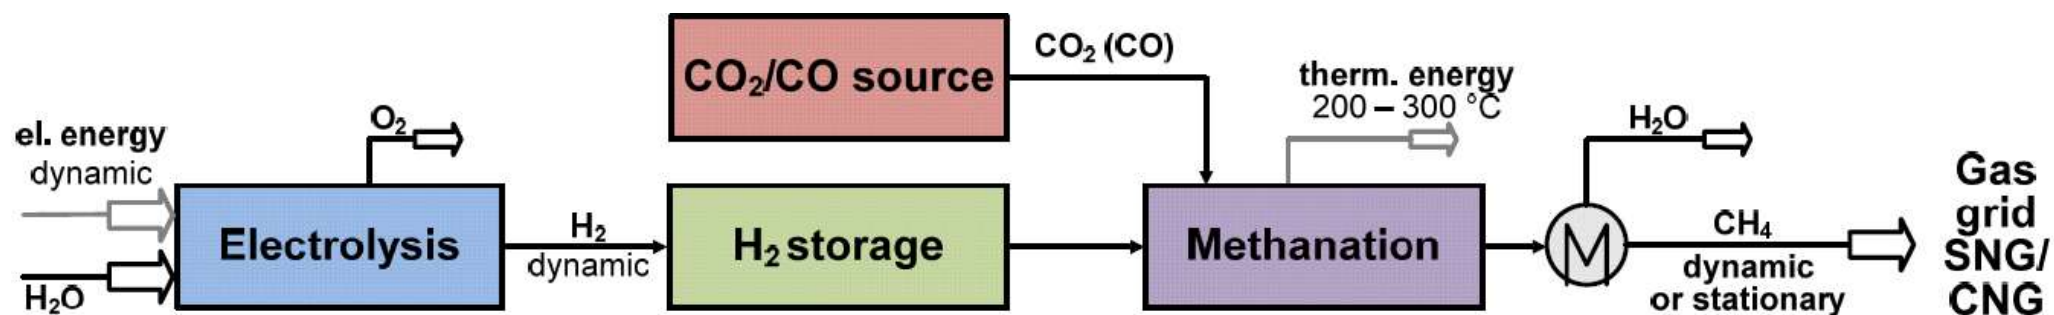 CO₂/CO source
CO₂ (CO)
therm. energy
200 – 300 °C
O₂
H₂O
el. energy
dynamic
H₂O
Electrolysis
H₂
dynamic
H₂ storage
Methanation
M
CH₄
dynamic
or stationary
Gas
grid
SNG/
CNG